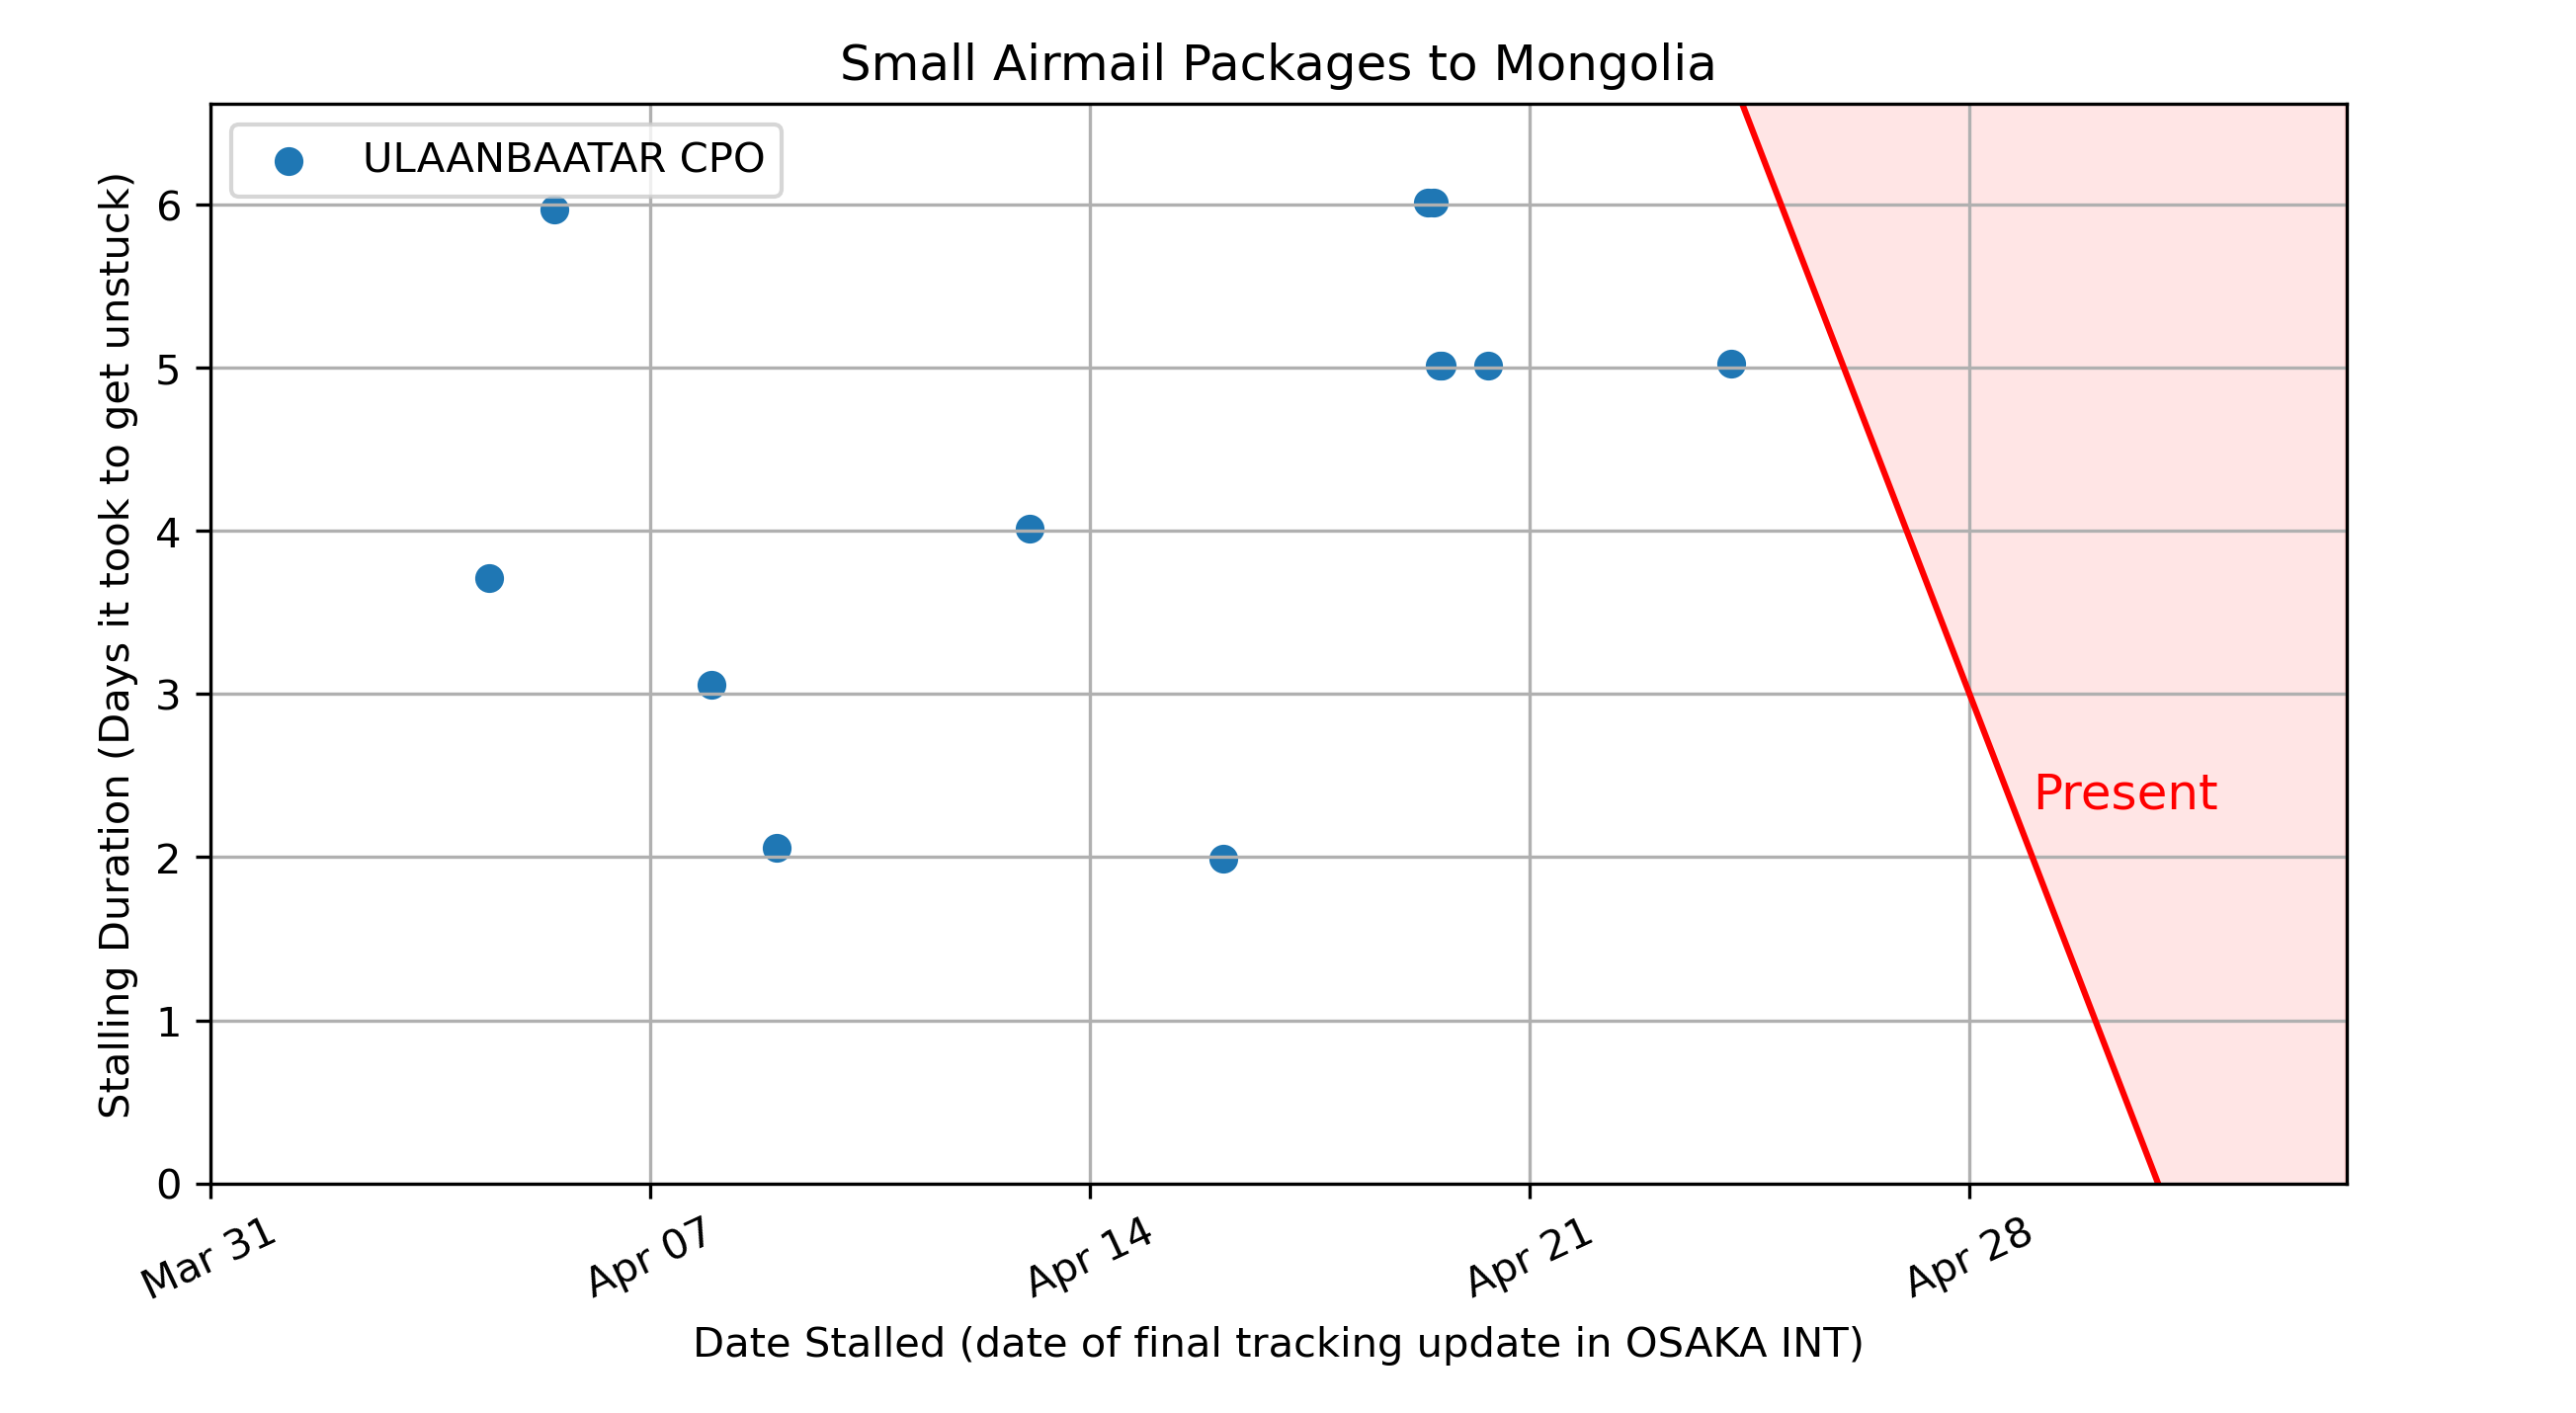 Small Airmail Packages to Mongolia
ULAANBAATAR CPO
Stalling Duration (Days it took to get unstuck)
6
5
4
3
2
1
0
Present
Mar 31
Apr 07
Apr 14
Apr 21
Apr 28
Date Stalled (date of final tracking update in OSAKA INT)